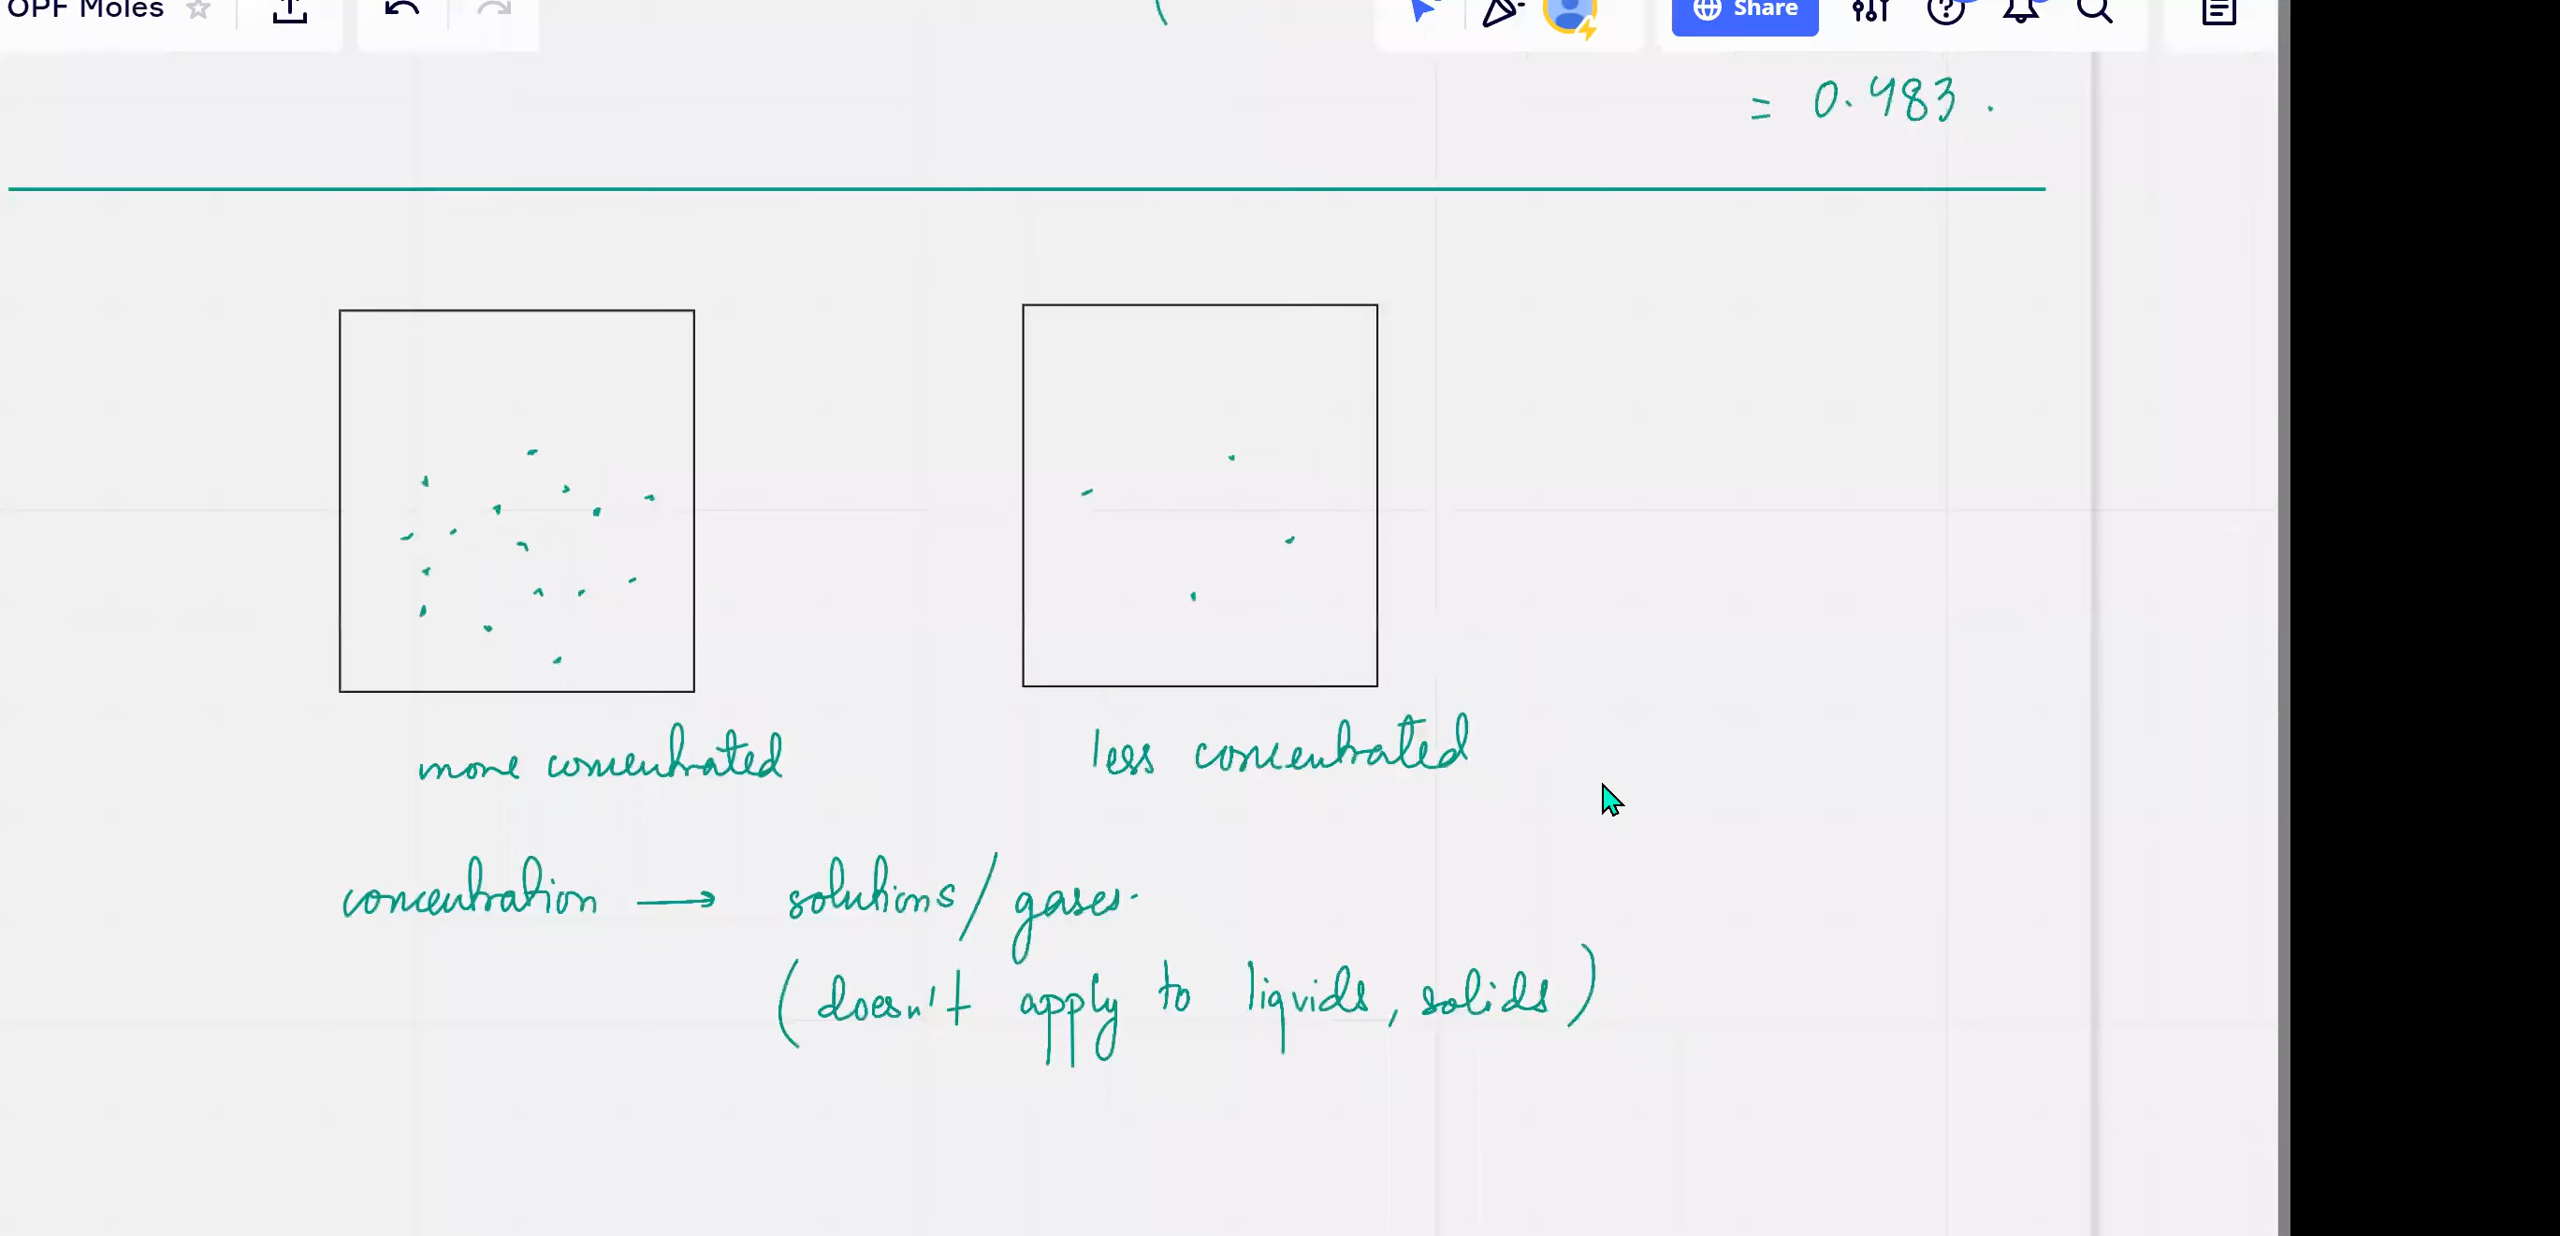 OPF Moles
Share
= 0.483.
more concentrated
less concentrated
concentration → solutions/gases.
(doesn't apply to liquids, solids)